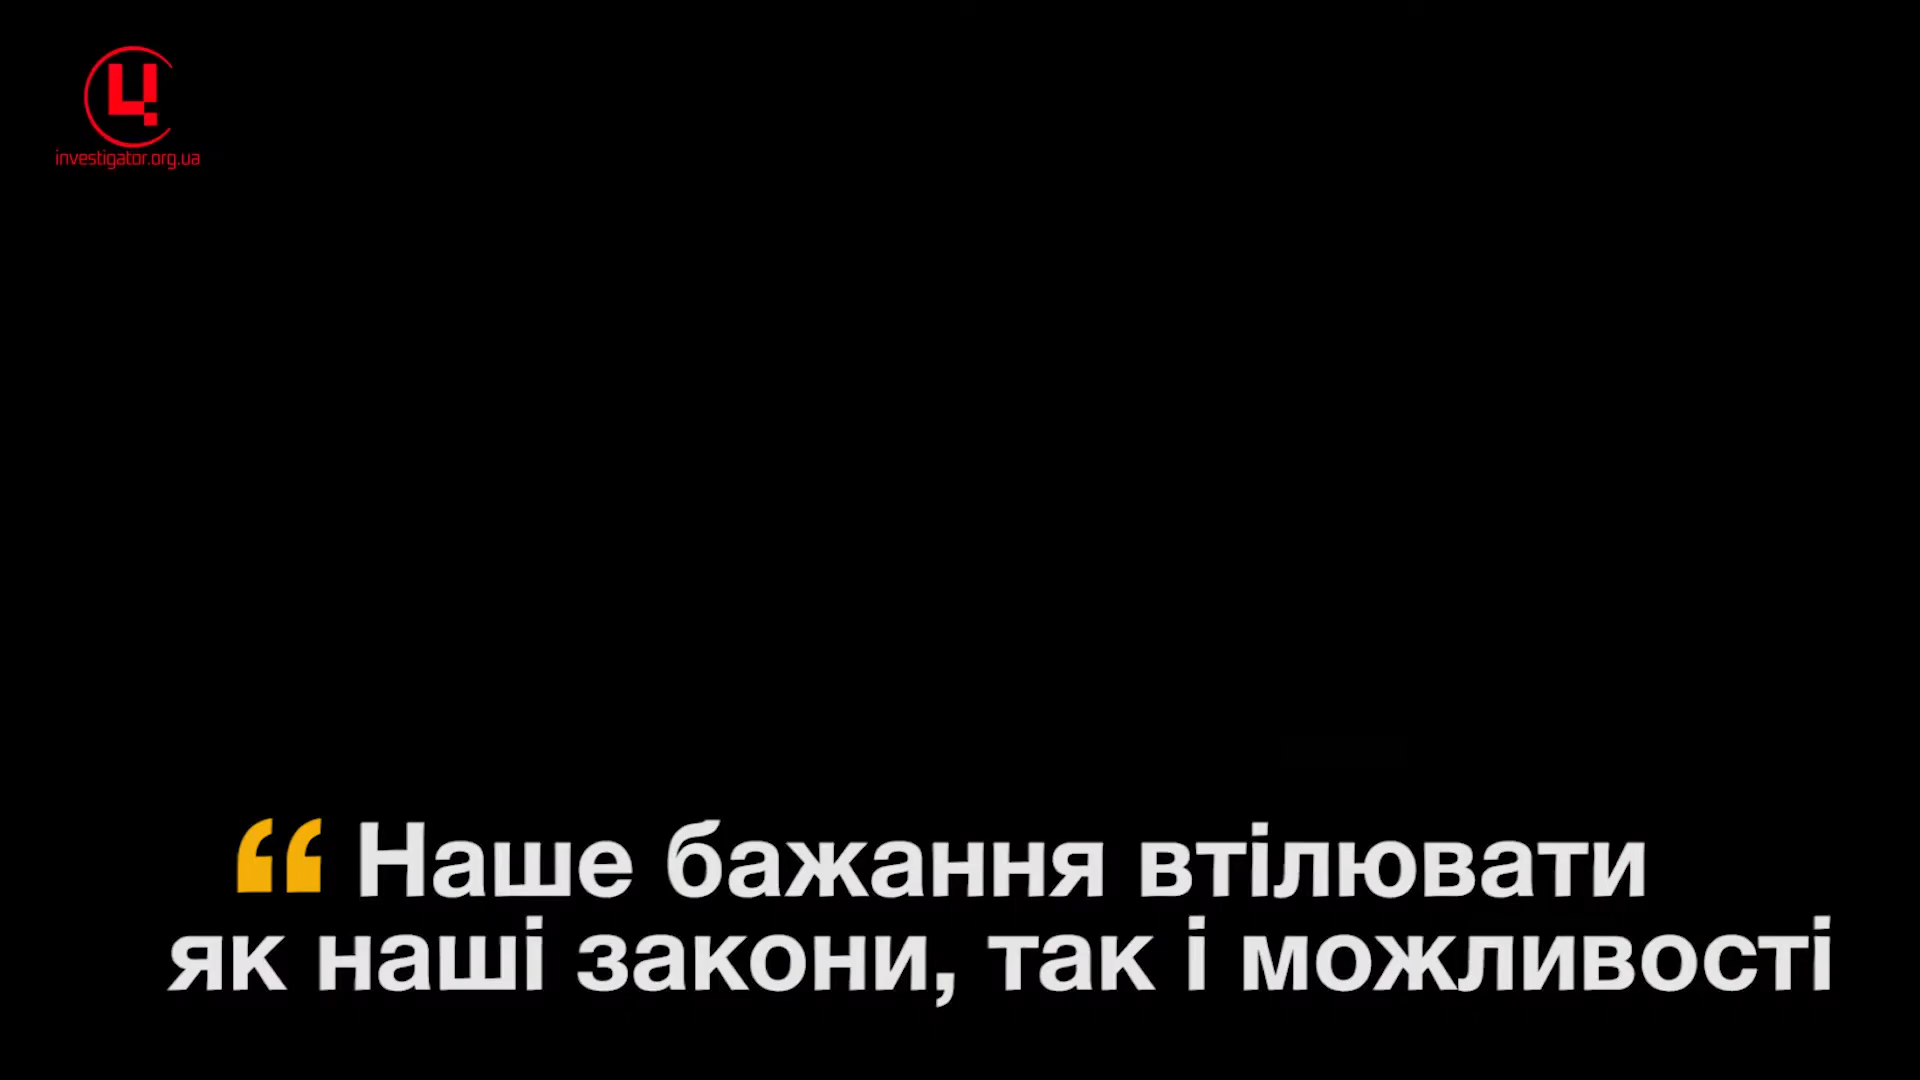 Ц
investigator.org.ua
“ Наше бажання втілювати
як наші закони, так і можливості